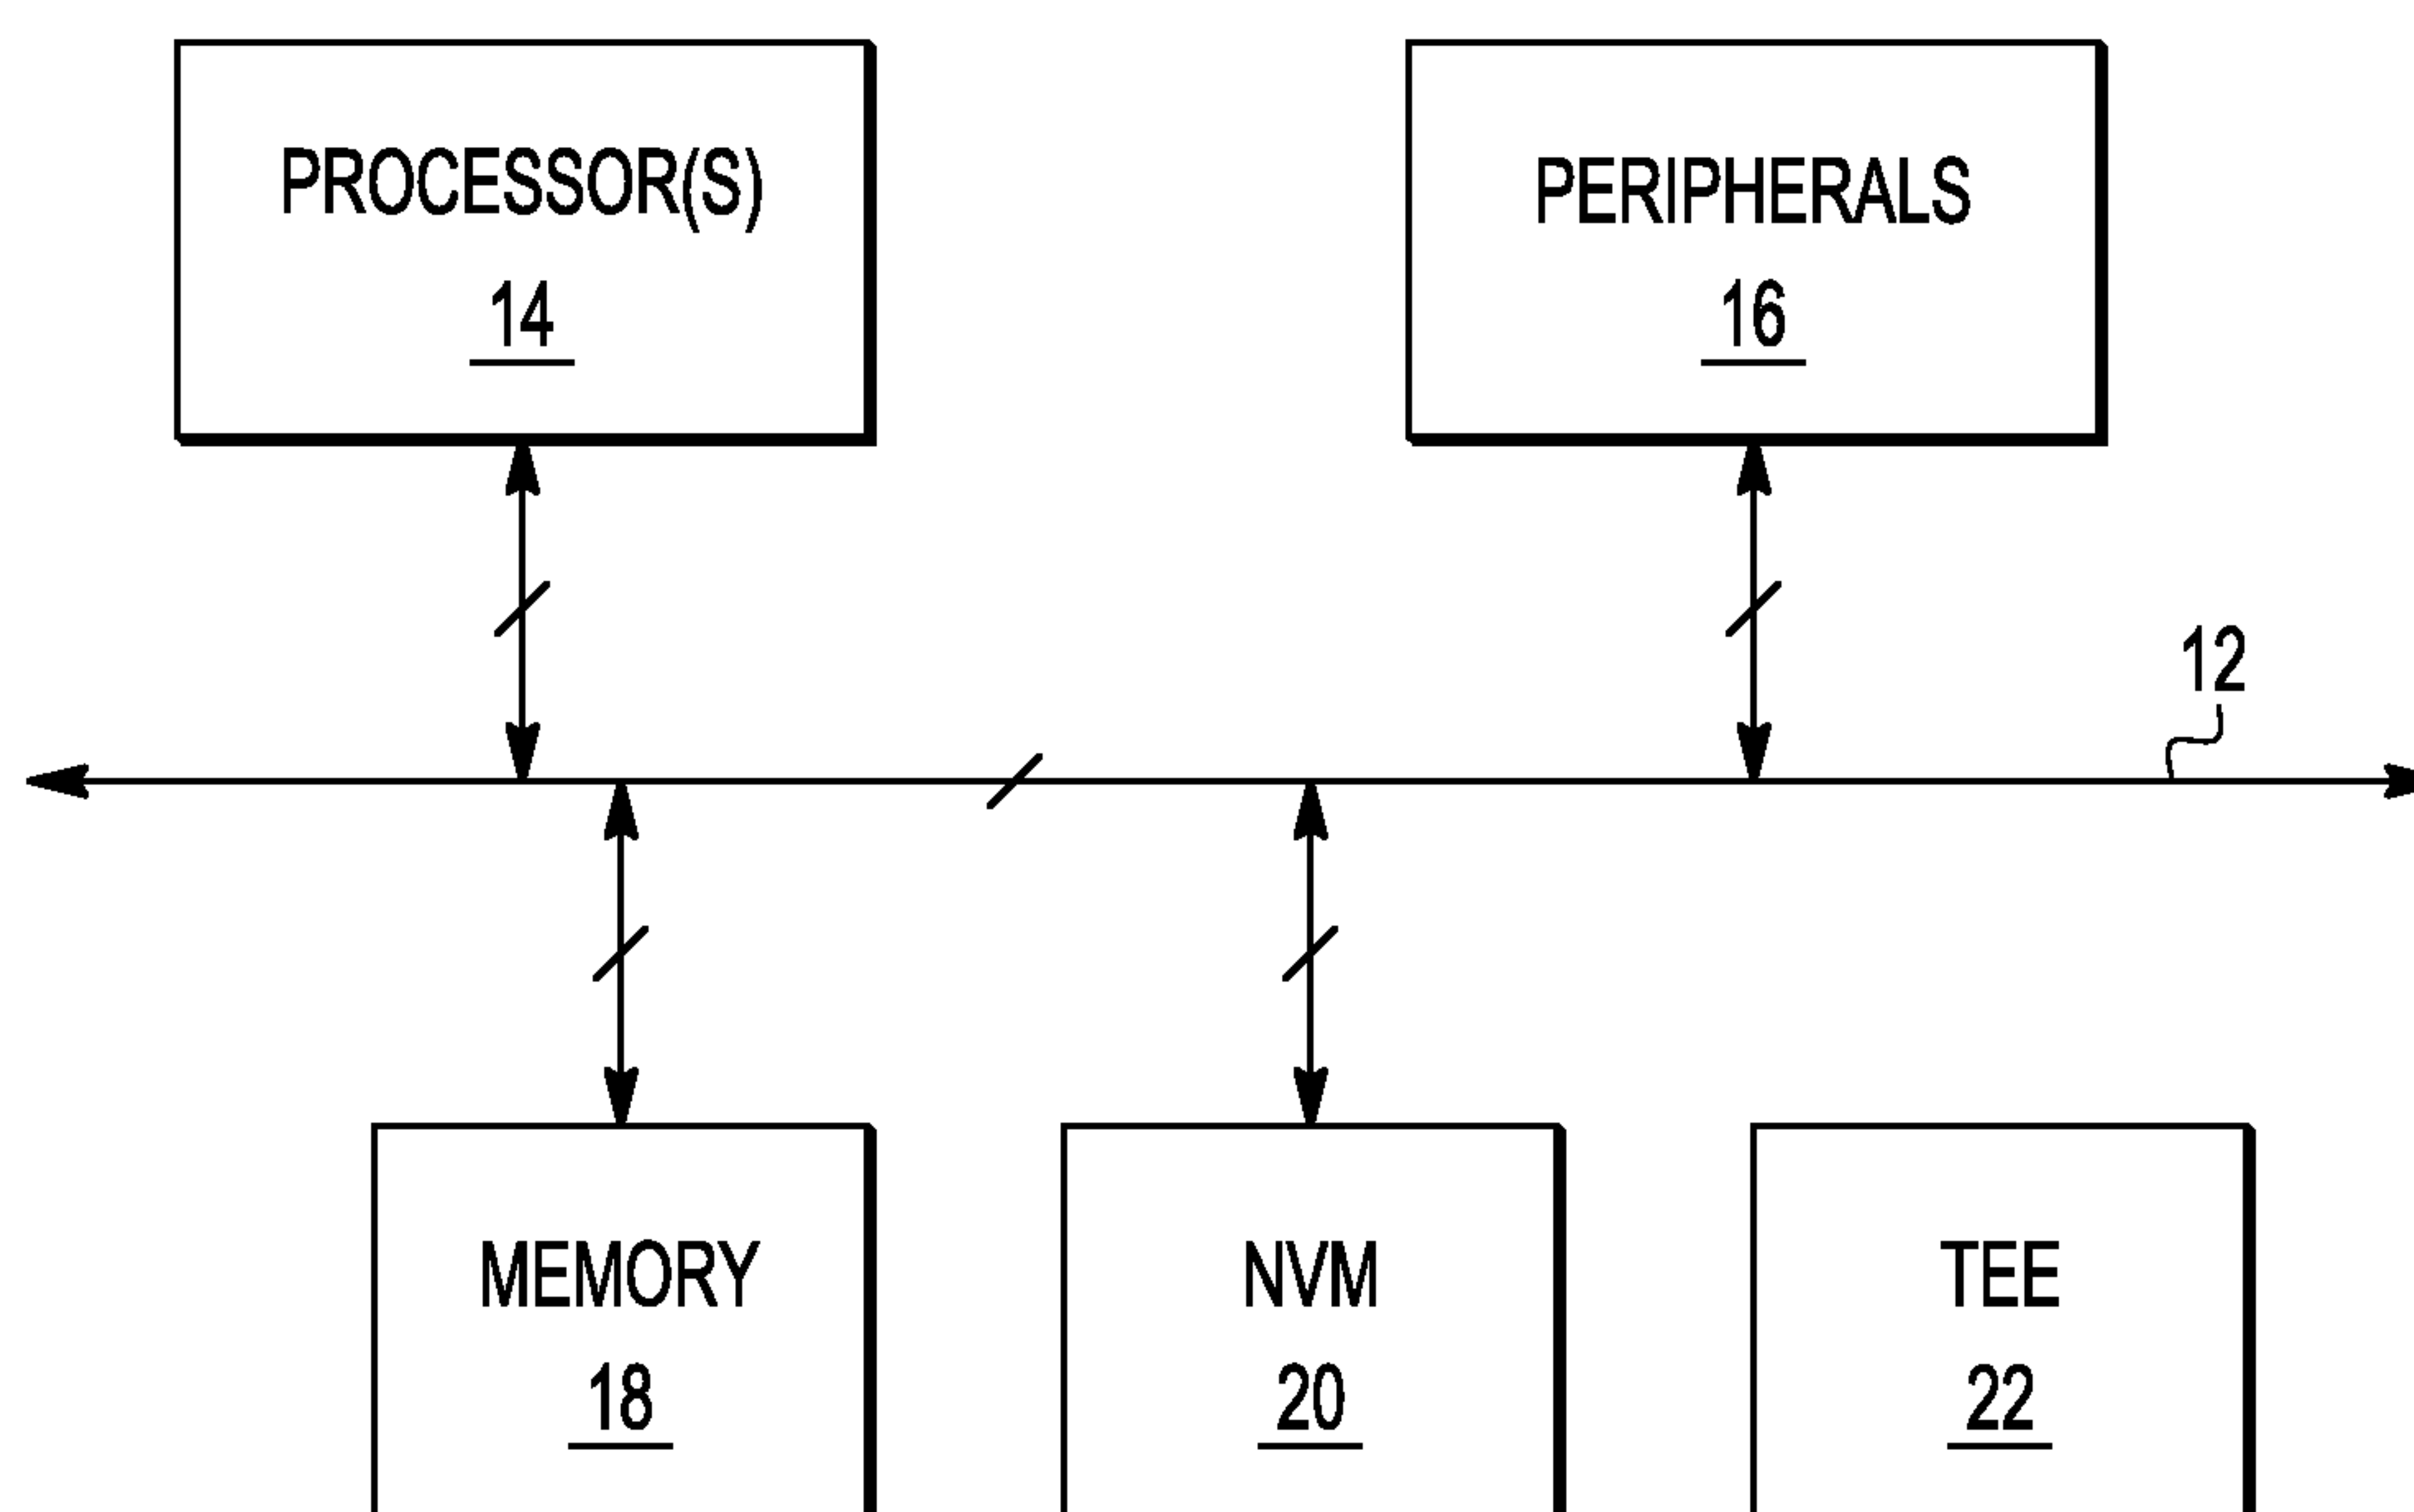 PROCESSOR(S)
14
PERIPHERALS
16
12
MEMORY
18
NVM
20
TEE
22